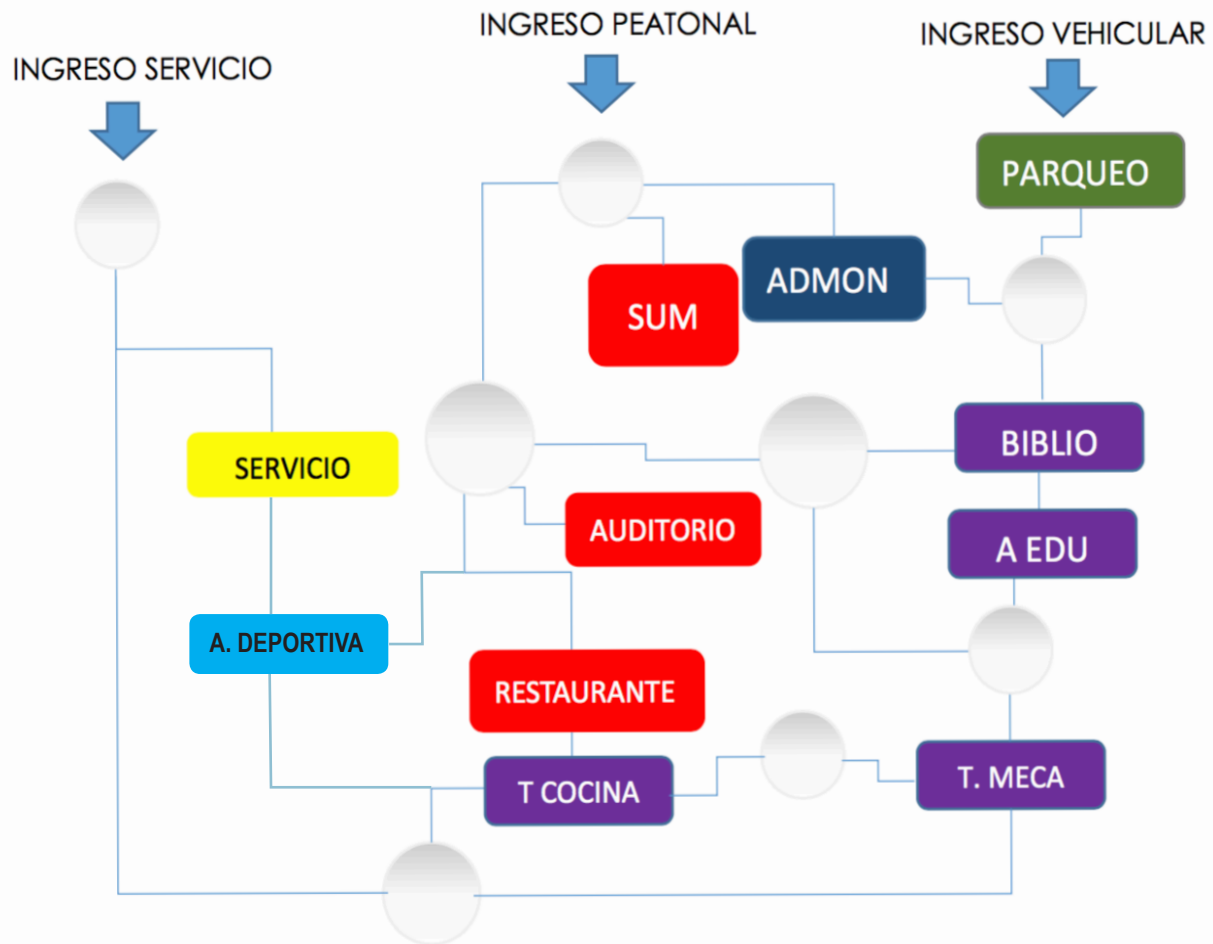 INGRESO PEATONAL
INGRESO VEHICULAR
INGRESO SERVICIO
PARQUEO
ADMON
SUM
BIBLIO
SERVICIO
AUDITORIO
A EDU
A. DEPORTIVA
RESTAURANTE
T COCINA
T. MECA